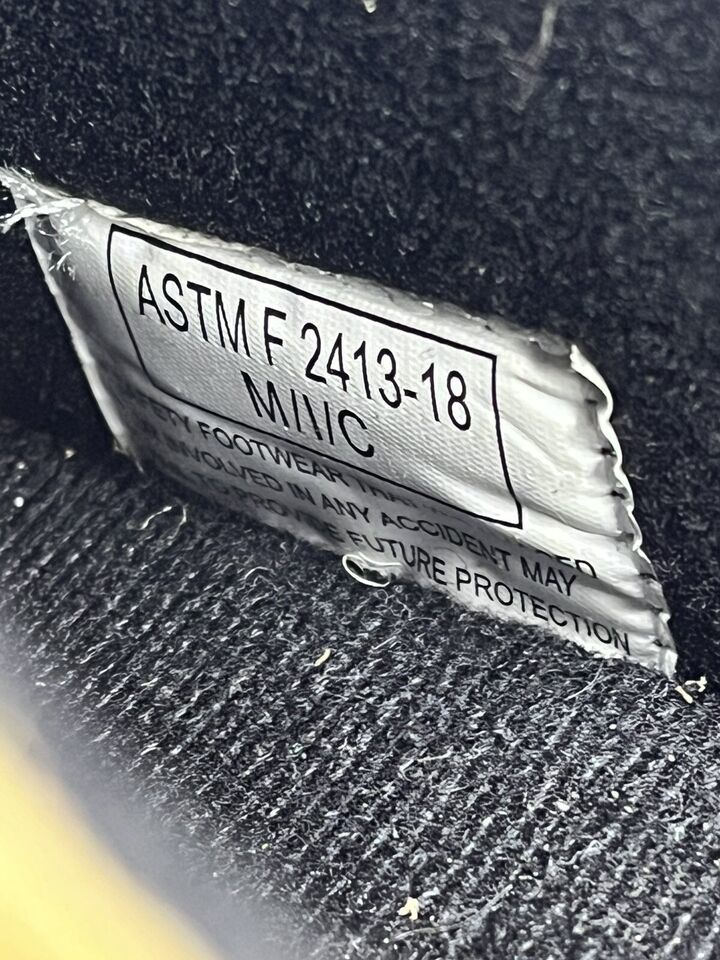 ASTM F 2413-18
M/I/C
FOOTWEAR
INVOLVED IN ANY ACCIDENT MAY
FUTURE PROTECTION